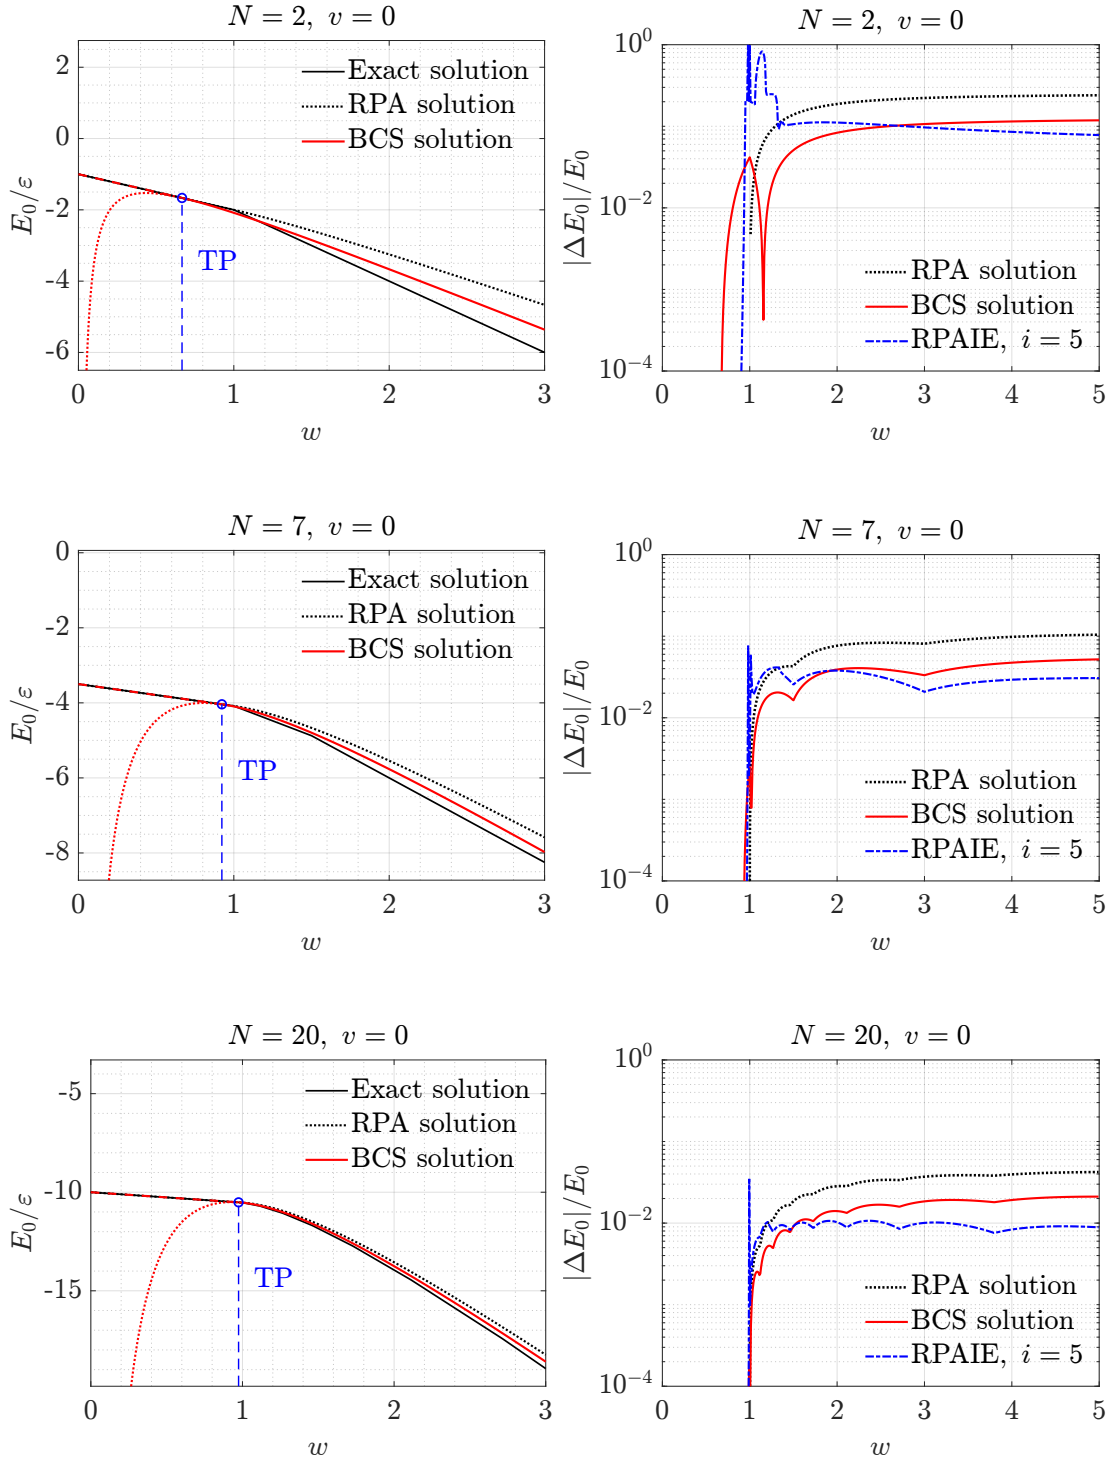 N = 2, v = 0
E₀/ε
2
0
-2
-4
-6
Exact solution
RPA solution
BCS solution
TP
0 1 2 3
w
N = 2, v = 0
|ΔE₀|/E₀
10⁰
10⁻²
10⁻⁴
RPA solution
BCS solution
RPAIE, i = 5
0 1 2 3 4 5
w
N = 7, v = 0
E₀/ε
0
-2
-4
-6
-8
Exact solution
RPA solution
BCS solution
TP
0 1 2 3
w
N = 7, v = 0
|ΔE₀|/E₀
10⁰
10⁻²
10⁻⁴
RPA solution
BCS solution
RPAIE, i = 5
0 1 2 3 4 5
w
N = 20, v = 0
E₀/ε
-5
-10
-15
Exact solution
RPA solution
BCS solution
TP
0 1 2 3
w
N = 20, v = 0
|ΔE₀|/E₀
10⁰
10⁻²
10⁻⁴
RPA solution
BCS solution
RPAIE, i = 5
0 1 2 3 4 5
w